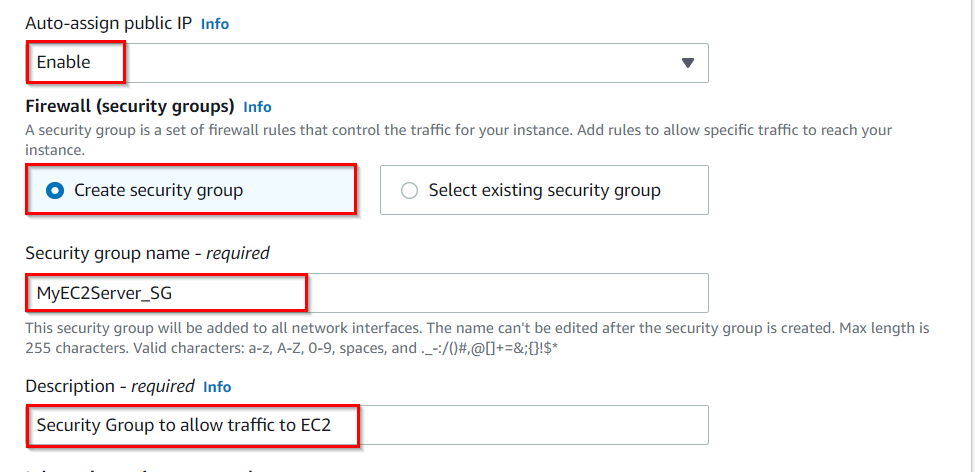 Auto-assign public IP Info
Enable
Firewall (security groups) Info
A security group is a set of firewall rules that control the traffic for your instance. Add rules to allow specific traffic to reach your
instance.
Create security group
Select existing security group
Security group name - required
MyEC2Server_SG
This security group will be added to all network interfaces. The name can't be edited after the security group is created. Max length is
255 characters. Valid characters: a-z, A-Z, 0-9, spaces, and ._-:/()#,@[]+=&;{}!$*
Description - required Info
Security Group to allow traffic to EC2